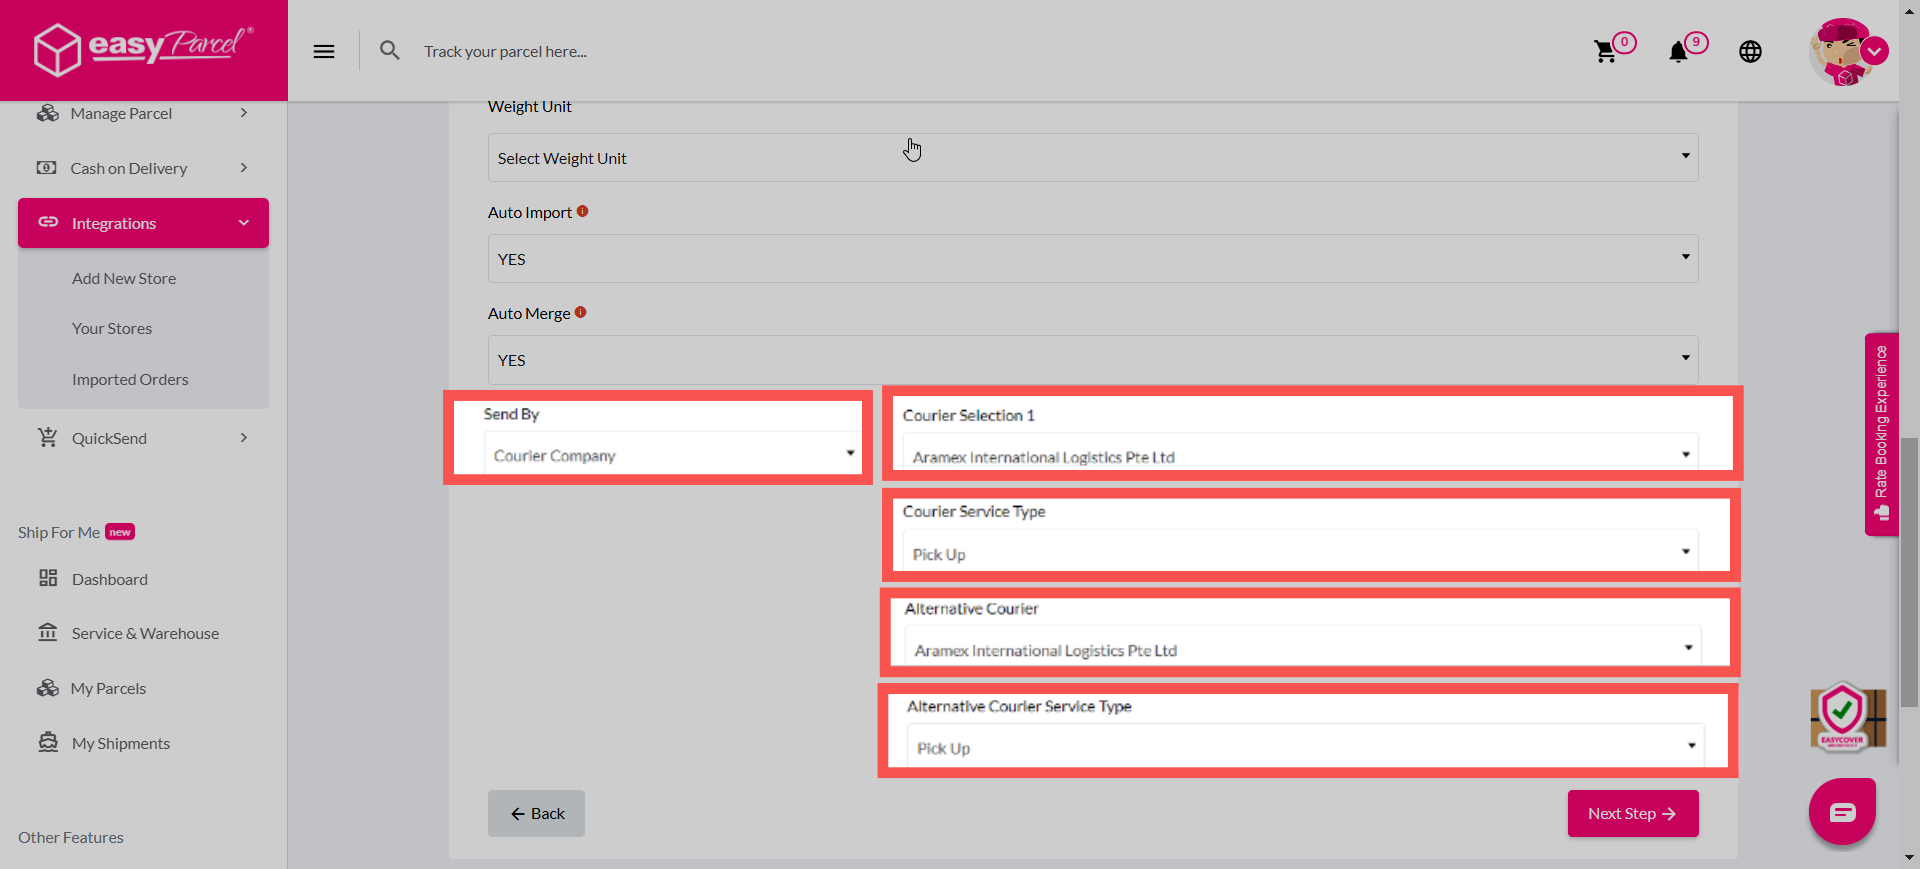 easyParcel®
Track your parcel here...
0
9
Manage Parcel
Cash on Delivery
Integrations
Add New Store
Your Stores
Imported Orders
QuickSend
Ship For Me new
Dashboard
Service & Warehouse
My Parcels
My Shipments
Other Features
Weight Unit
Select Weight Unit
Auto Import
YES
Auto Merge
YES
Send By
Courier Company
Courier Selection 1
Aramex International Logistics Pte Ltd
Courier Service Type
Pick Up
Alternative Courier
Aramex International Logistics Pte Ltd
Alternative Courier Service Type
Pick Up
Back
Next Step
Rate Booking Experience
EASYCOVER